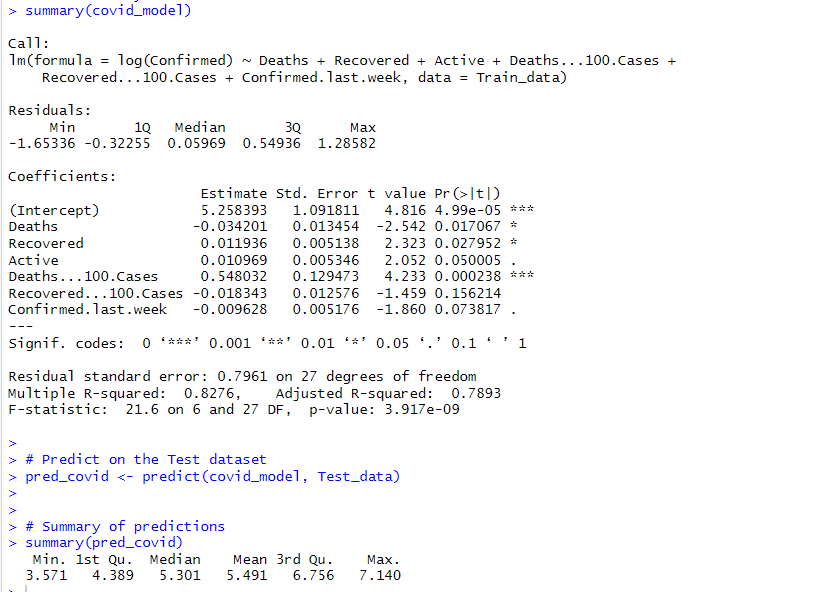 > summary(covid_model)
Call:
lm(formula = log(Confirmed) ~ Deaths + Recovered + Active + Deaths...100.Cases +
    Recovered...100.Cases + Confirmed.last.week, data = Train_data)
Residuals:
     Min       1Q   Median       3Q      Max
-1.65336 -0.32255  0.05969  0.54936  1.28582
Coefficients:
                       Estimate Std. Error t value Pr(>|t|)
(Intercept)            5.258393   1.091811   4.816 4.99e-05 ***
Deaths                -0.034201   0.013454  -2.542 0.017067 *
Recovered              0.011936   0.005138   2.323 0.027952 *
Active                 0.010969   0.005346   2.052 0.050005 .
Deaths...100.Cases     0.548032   0.129473   4.233 0.000238 ***
Recovered...100.Cases -0.018343   0.012576  -1.459 0.156214
Confirmed.last.week   -0.009628   0.005176  -1.860 0.073817 .
---
Signif. codes:  0 ‘***’ 0.001 ‘**’ 0.01 ‘*’ 0.05 ‘.’ 0.1 ‘ ’ 1
Residual standard error: 0.7961 on 27 degrees of freedom
Multiple R-squared:  0.8276,    Adjusted R-squared:  0.7893
F-statistic:  21.6 on 6 and 27 DF,  p-value: 3.917e-09
>
> # Predict on the Test dataset
> pred_covid <- predict(covid_model, Test_data)
>
>
> # Summary of predictions
> summary(pred_covid)
   Min. 1st Qu.  Median    Mean 3rd Qu.    Max.
  3.571   4.389   5.301   5.491   6.756   7.140
>